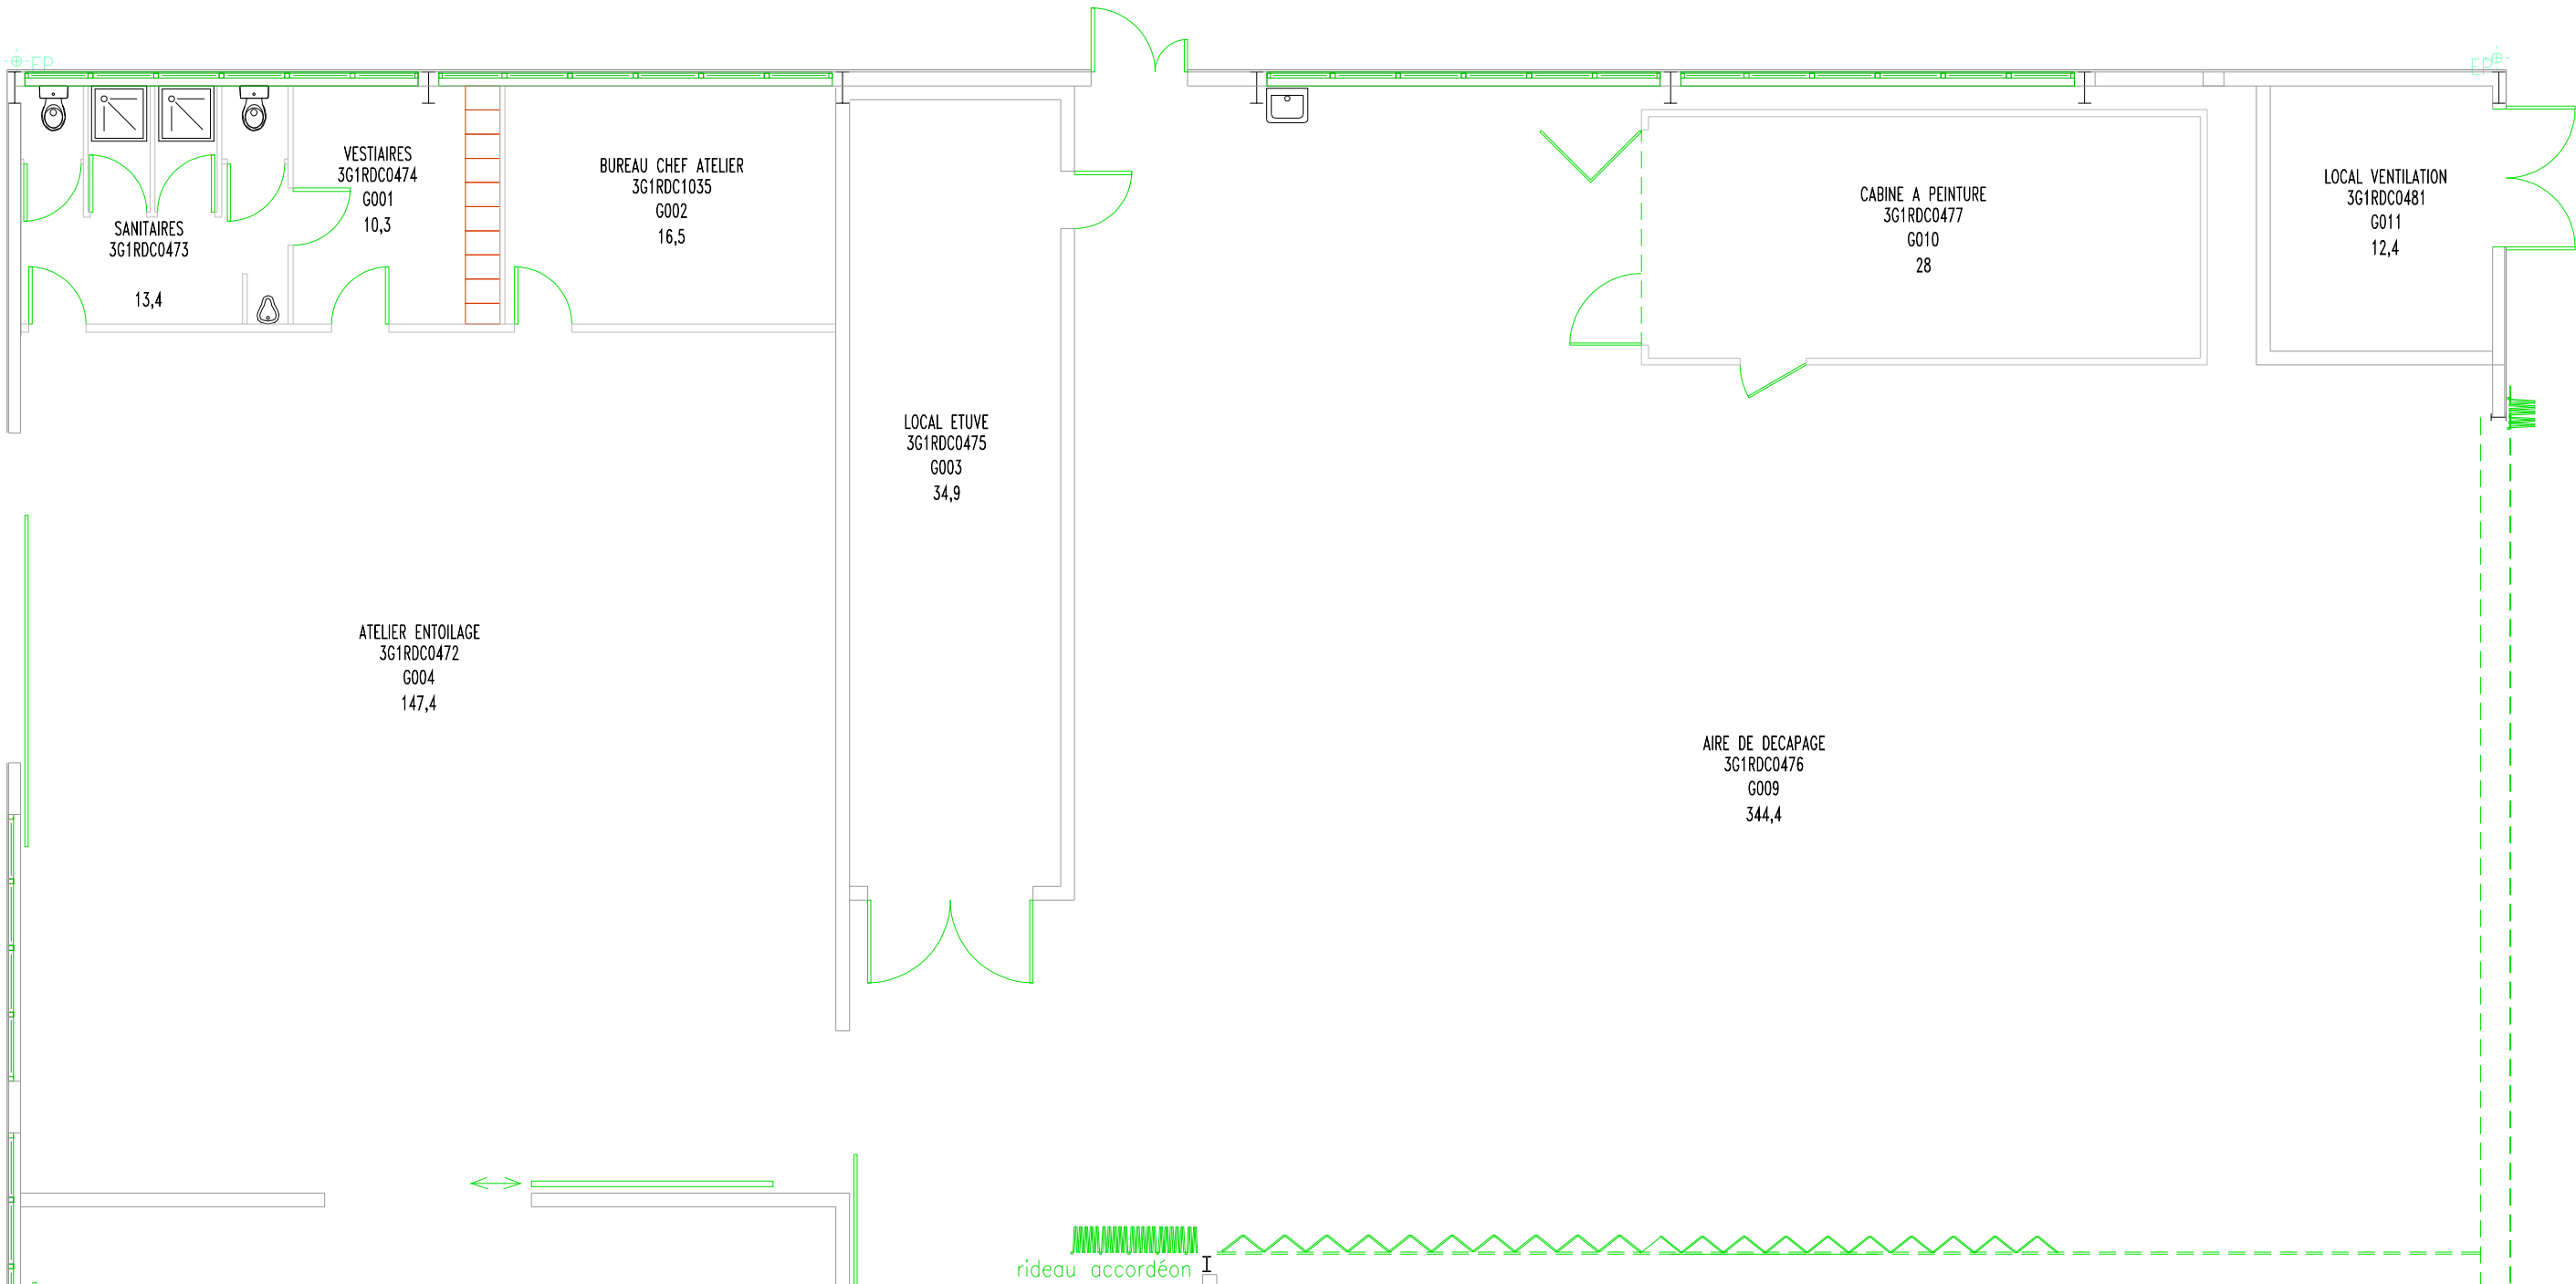 EP
EP
VESTIAIRES
3G1RDC0474
G001
10,3
BUREAU CHEF ATELIER
3G1RDC1035
G002
16,5
SANITAIRES
3G1RDC0473
13,4
CABINE A PEINTURE
3G1RDC0477
G010
28
LOCAL VENTILATION
3G1RDC0481
G011
12,4
LOCAL ETUVE
3G1RDC0475
G003
34,9
ATELIER ENTOILAGE
3G1RDC0472
G004
147,4
AIRE DE DECAPAGE
3G1RDC0476
G009
344,4
rideau accordéon